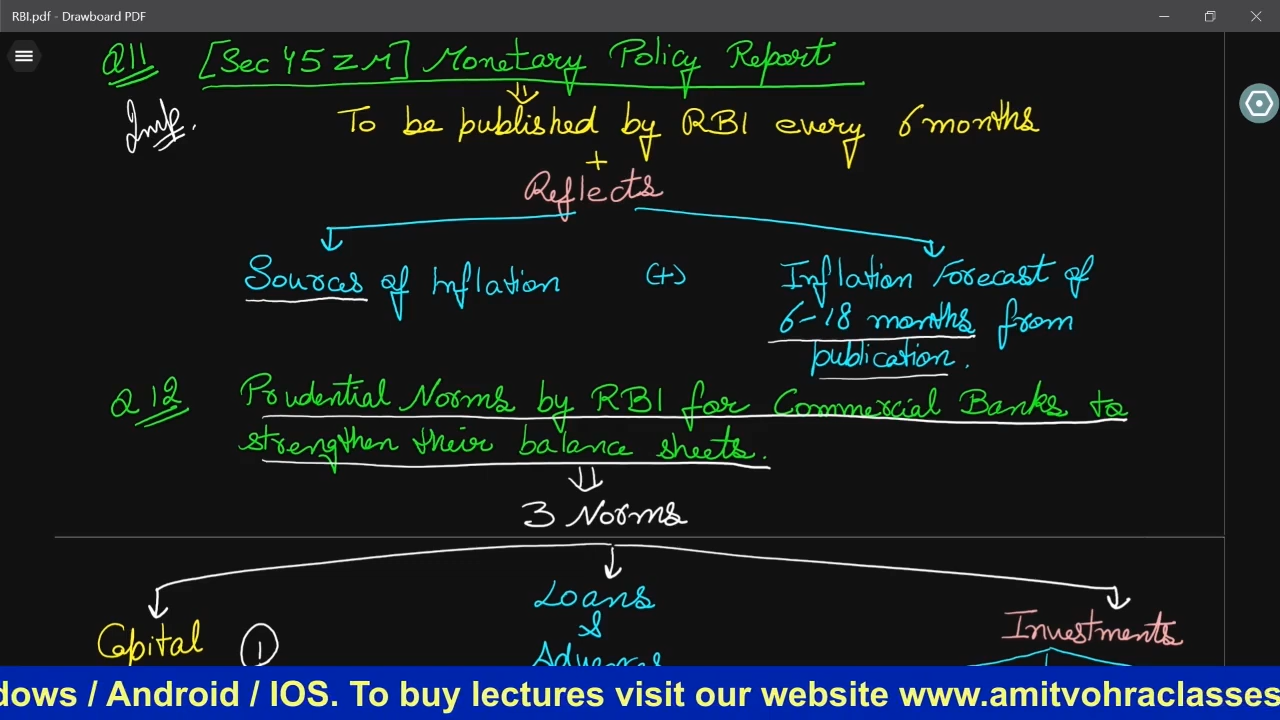 RBI.pdf - Drawboard PDF
Q11 [Sec 45 Z M] Monetary Policy Report
Imp.
To be published by RBI every 6 months
+
Reflects
Sources of Inflation (+) Inflation Forecast of
6-18 months from
publication.
Q 12 Prudential Norms by RBI for Commercial Banks to
strengthen their balance sheets.
3 Norms
Loans
&
Capital 1 Investments
Advances
dows / Android / IOS. To buy lectures visit our website www.amitvohraclasses